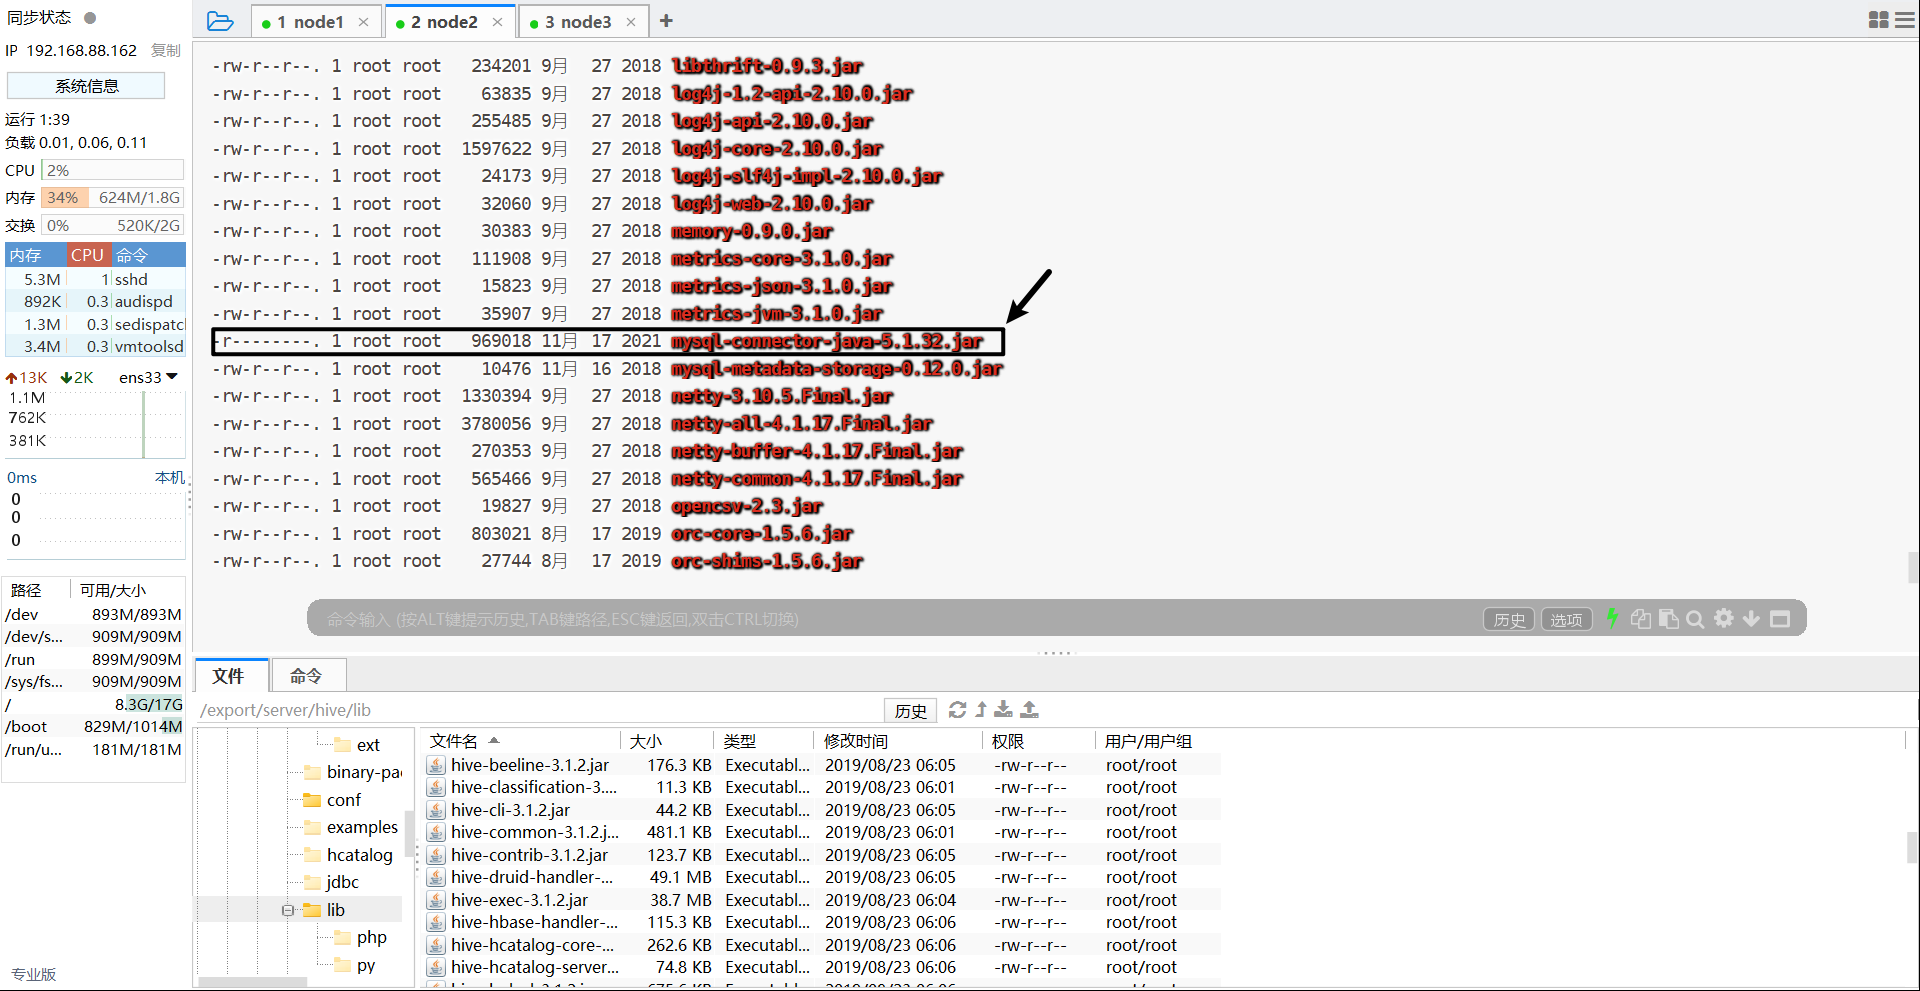 同步状态
IP 192.168.88.162 复制
系统信息
运行 1:39
负载 0.01, 0.06, 0.11
CPU 2%
内存 34% 624M/1.8G
交换 0% 520K/2G
内存 CPU 命令
5.3M 1 sshd
892K 0.3 audispd
1.3M 0.3 sedispatc
3.4M 0.3 vmtoolsd
13K 2K ens33
1.1M
762K
381K
0ms 本机
0
0
0
路径 可用/大小
/dev 893M/893M
/dev/s... 909M/909M
/run 899M/909M
/sys/fs... 909M/909M
/ 8.3G/17G
/boot 829M/1014M
/run/u... 181M/181M
专业版
1 node1 × 2 node2 × 3 node3 × +
-rw-r--r--. 1 root root 234201 9月 27 2018 libthrift-0.9.3.jar
-rw-r--r--. 1 root root 63835 9月 27 2018 log4j-1.2-api-2.10.0.jar
-rw-r--r--. 1 root root 255485 9月 27 2018 log4j-api-2.10.0.jar
-rw-r--r--. 1 root root 1597622 9月 27 2018 log4j-core-2.10.0.jar
-rw-r--r--. 1 root root 24173 9月 27 2018 log4j-slf4j-impl-2.10.0.jar
-rw-r--r--. 1 root root 32060 9月 27 2018 log4j-web-2.10.0.jar
-rw-r--r--. 1 root root 30383 9月 27 2018 memory-0.9.0.jar
-rw-r--r--. 1 root root 111908 9月 27 2018 metrics-core-3.1.0.jar
-rw-r--r--. 1 root root 15823 9月 27 2018 metrics-json-3.1.0.jar
-rw-r--r--. 1 root root 35907 9月 27 2018 metrics-jvm-3.1.0.jar
-r--------. 1 root root 969018 11月 17 2021 mysql-connector-java-5.1.32.jar
-rw-r--r--. 1 root root 10476 11月 16 2018 mysql-metadata-storage-0.12.0.jar
-rw-r--r--. 1 root root 1330394 9月 27 2018 netty-3.10.5.Final.jar
-rw-r--r--. 1 root root 3780056 9月 27 2018 netty-all-4.1.17.Final.jar
-rw-r--r--. 1 root root 270353 9月 27 2018 netty-buffer-4.1.17.Final.jar
-rw-r--r--. 1 root root 565466 9月 27 2018 netty-common-4.1.17.Final.jar
-rw-r--r--. 1 root root 19827 9月 27 2018 opencsv-2.3.jar
-rw-r--r--. 1 root root 803021 8月 17 2019 orc-core-1.5.6.jar
-rw-r--r--. 1 root root 27744 8月 17 2019 orc-shims-1.5.6.jar
命令输入 (按ALT键提示历史,TAB键路径,ESC键返回,双击CTRL切换) 历史 选项
文件 命令
/export/server/hive/lib 历史
ext
binary-pa
conf
examples
hcatalog
jdbc
lib
php
py
文件名 大小 类型 修改时间 权限 用户/用户组
hive-beeline-3.1.2.jar 176.3 KB Executabl... 2019/08/23 06:05 -rw-r--r-- root/root
hive-classification-3.... 11.3 KB Executabl... 2019/08/23 06:01 -rw-r--r-- root/root
hive-cli-3.1.2.jar 44.2 KB Executabl... 2019/08/23 06:05 -rw-r--r-- root/root
hive-common-3.1.2.j... 481.1 KB Executabl... 2019/08/23 06:01 -rw-r--r-- root/root
hive-contrib-3.1.2.jar 123.7 KB Executabl... 2019/08/23 06:05 -rw-r--r-- root/root
hive-druid-handler-... 49.1 MB Executabl... 2019/08/23 06:05 -rw-r--r-- root/root
hive-exec-3.1.2.jar 38.7 MB Executabl... 2019/08/23 06:04 -rw-r--r-- root/root
hive-hbase-handler-... 115.3 KB Executabl... 2019/08/23 06:06 -rw-r--r-- root/root
hive-hcatalog-core-... 262.6 KB Executabl... 2019/08/23 06:06 -rw-r--r-- root/root
hive-hcatalog-server... 74.8 KB Executabl... 2019/08/23 06:06 -rw-r--r-- root/root